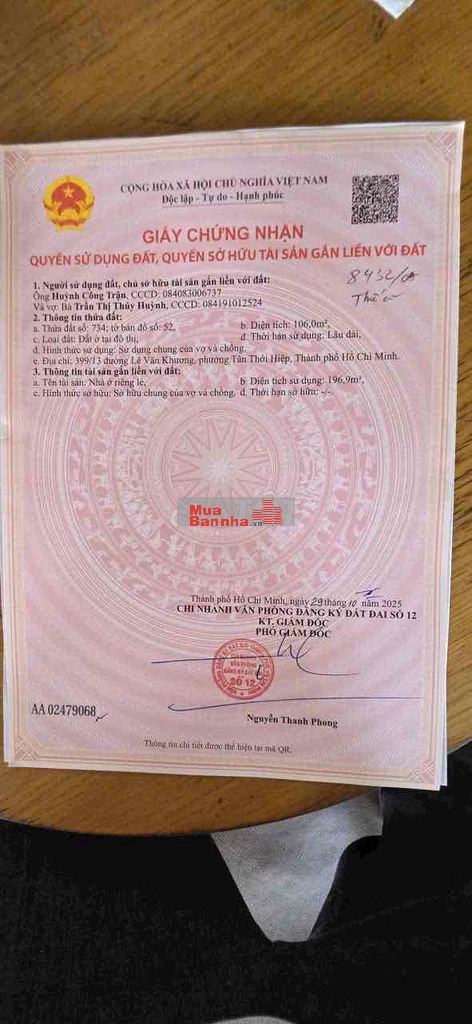 CỘNG HÒA XÃ HỘI CHỦ NGHĨA VIỆT NAM
Độc lập - Tự do - Hạnh phúc
GIẤY CHỨNG NHẬN
QUYỀN SỬ DỤNG ĐẤT, QUYỀN SỞ HỮU TÀI SẢN GẮN LIỀN VỚI ĐẤT
1. Người sử dụng đất, chủ sở hữu tài sản gắn liền với đất:
Ông Huỳnh Công Trận, CCCD: 084083006737
Và vợ: Bà Trần Thị Thúy Huỳnh, CCCD: 084191012524
2. Thông tin thửa đất:
a. Thửa đất số: 734; tờ bản đồ số: 52, b. Diện tích: 106,0m²,
c. Loại đất: Đất ở tại đô thị, d. Thời hạn sử dụng: Lâu dài,
đ. Hình thức sử dụng: Sử dụng chung của vợ và chồng.
e. Địa chỉ: 399/13 đường Lê Văn Khương, phường Tân Thới Hiệp, Thành phố Hồ Chí Minh.
3. Thông tin tài sản gắn liền với đất:
a. Tên tài sản: Nhà ở riêng lẻ, b. Diện tích sử dụng: 196,9m²,
c. Hình thức sở hữu: Sở hữu chung của vợ và chồng, d. Thời hạn sở hữu: -/-.
Mua
Bannha.vn
Thành phố Hồ Chí Minh, ngày 29 tháng 10 năm 2025
CHI NHÁNH VĂN PHÒNG ĐĂNG KÝ ĐẤT ĐAI SỐ 12
KT. GIÁM ĐỐC
PHÓ GIÁM ĐỐC
SỐ 12
AA 02479068
Nguyễn Thanh Phong
Thông tin chi tiết được thể hiện tại mã QR.